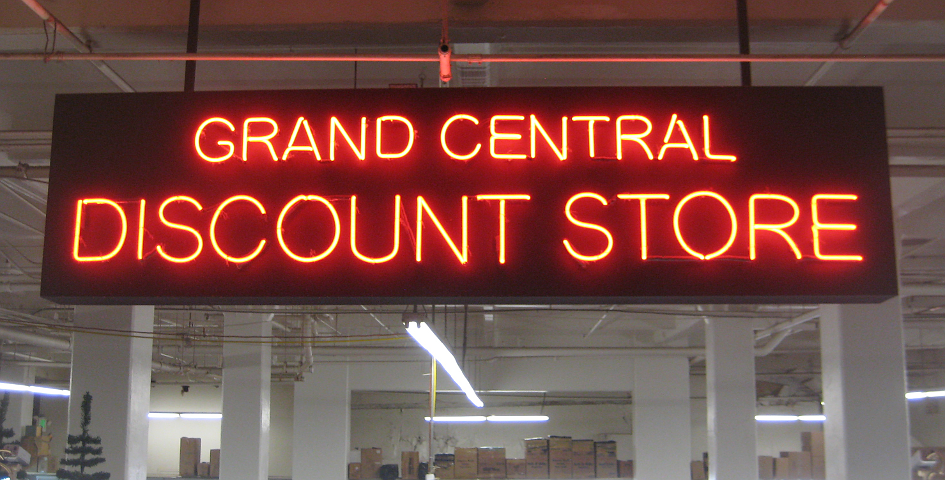 GRAND CENTRAL
DISCOUNT STORE